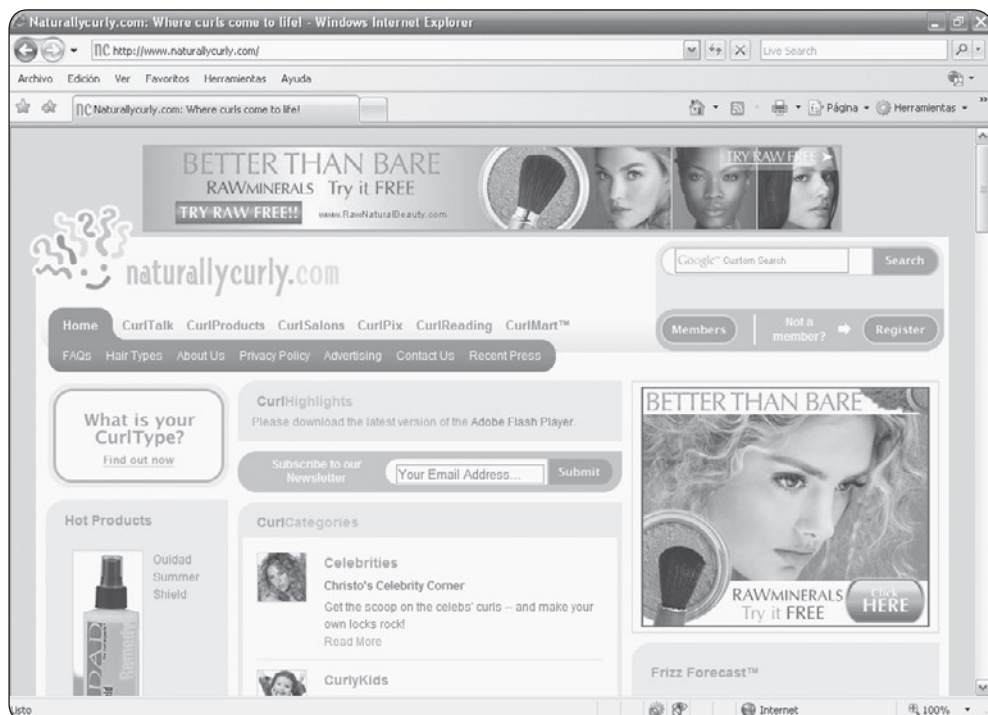 Naturallycurly.com: Where curls come to life! - Windows Internet Explorer
nc http://www.naturallycurly.com/
Live Search
Archivo Edición Ver Favoritos Herramientas Ayuda
nc Naturallycurly.com: Where curls come to life!
Página Herramientas
BETTER THAN BARE
RAWMINERALS Try it FREE
TRY RAW FREE!! www.RawNaturalBeauty.com
TRY RAW FREE
naturallycurly.com
Google™ Custom Search Search
Home CurlTalk CurlProducts CurlSalons CurlPix CurlReading CurlMart™
Members Not a member? Register
FAQs Hair Types About Us Privacy Policy Advertising Contact Us Recent Press
What is your
CurlType?
Find out now
CurlHighlights
Please download the latest version of the Adobe Flash Player.
Subscribe to our
Newsletter
Your Email Address... Submit
BETTER THAN BARE
RAWMINERALS
Try it FREE
Click
HERE
Hot Products
Ouidad
Summer
Shield
DAD
Remedy
CurlCategories
Celebrities
Christo's Celebrity Corner
Get the scoop on the celebs' curls -- and make your
own locks rock!
Read More
CurlyKids
Frizz Forecast™
Listo
Internet
100%